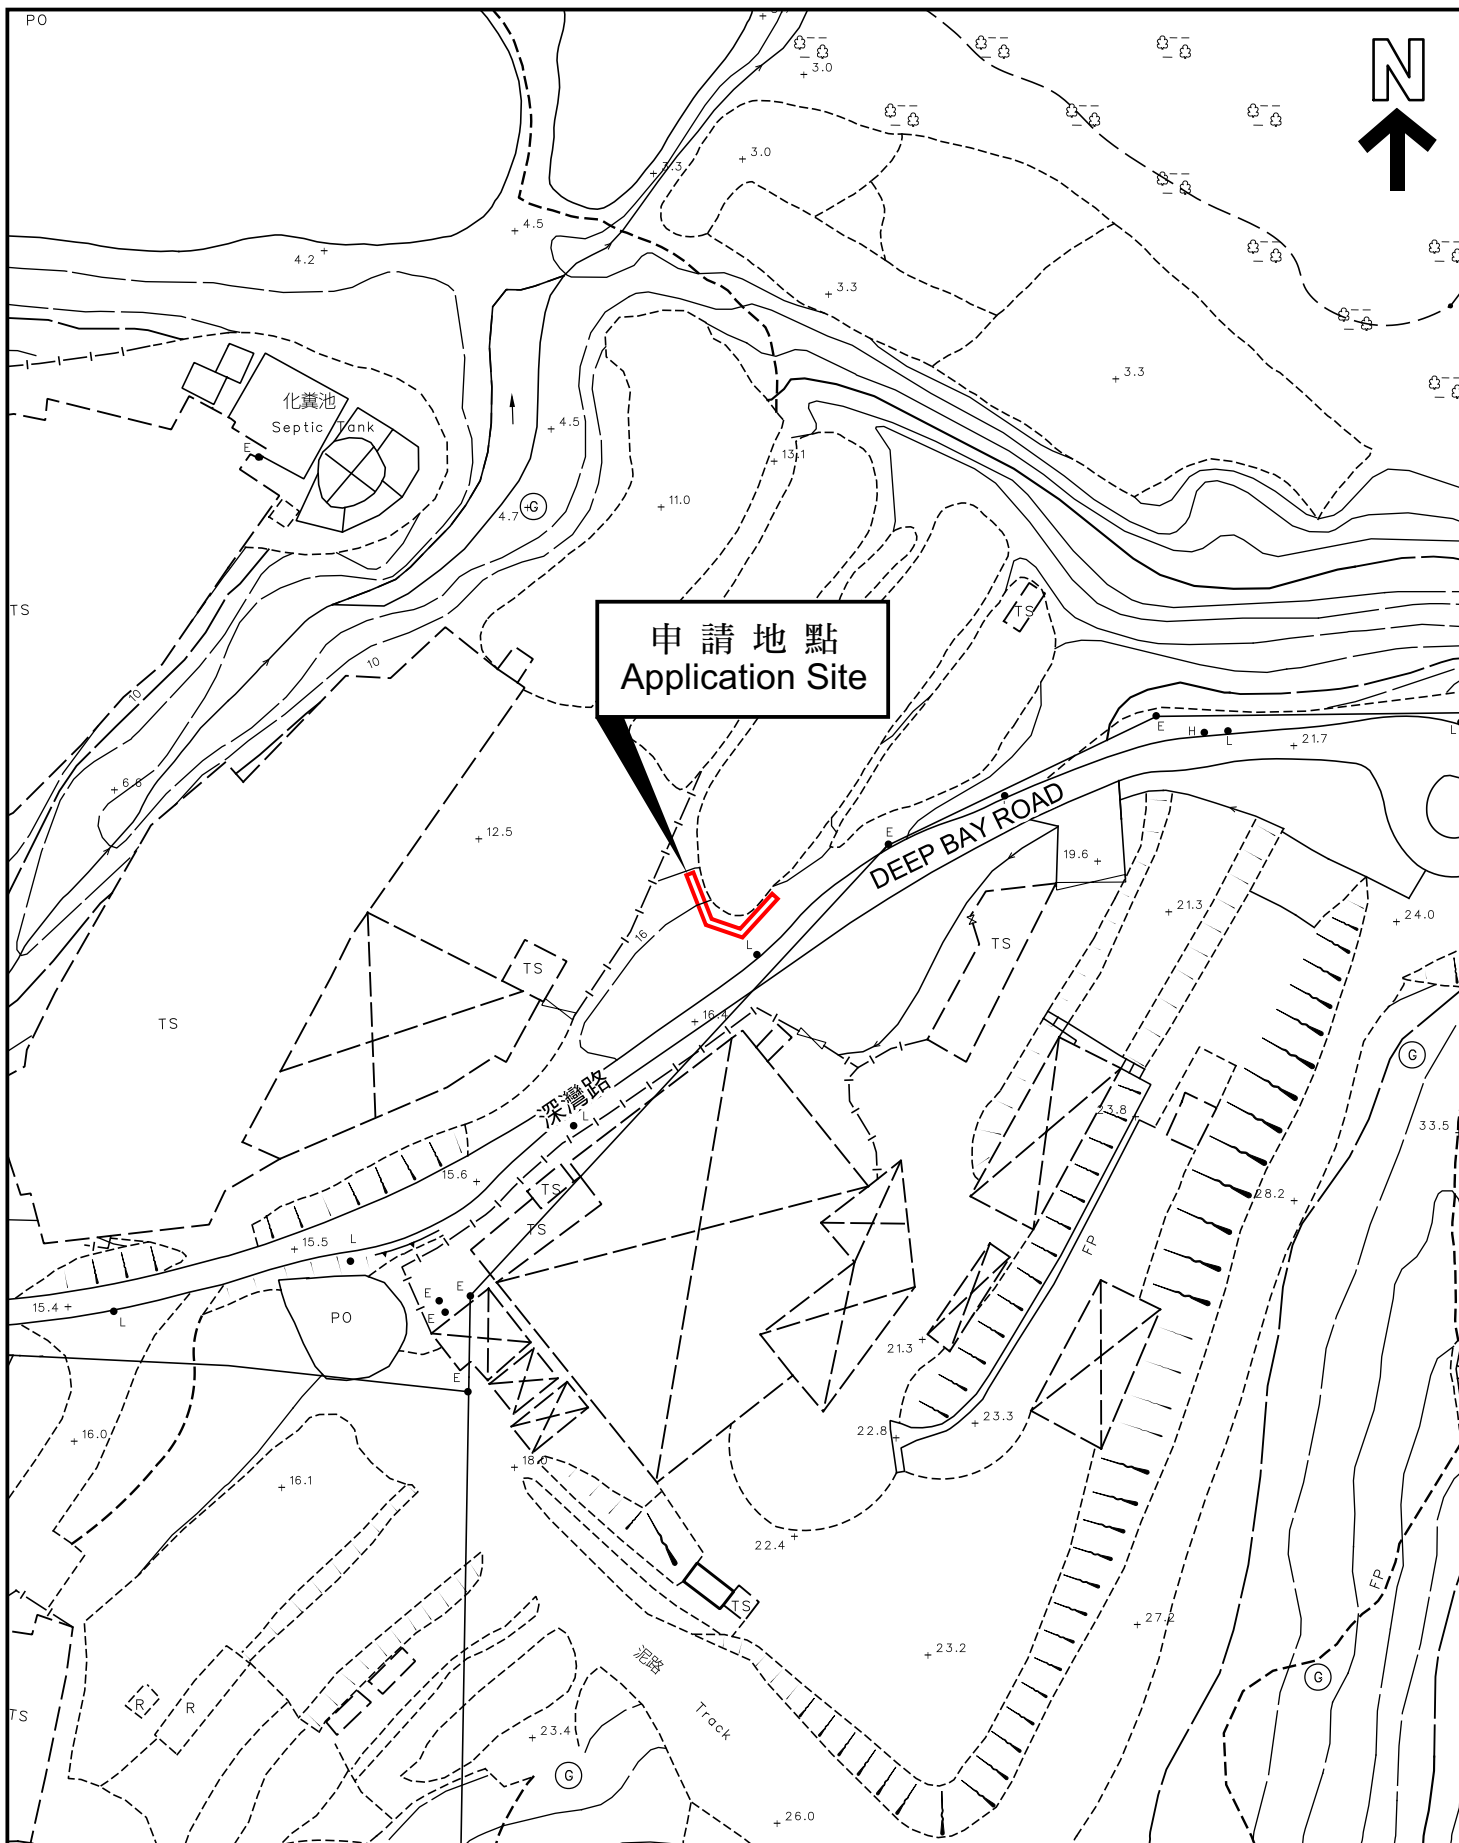 PO
N
3.0
3.3
3.0
4.5
4.2
3.3
3.3
化糞池
Septic Tank
E
4.5
13.1
11.0
4.7
G
TS
TS
申請地點
Application Site
10
10
E
H
L
L
21.7
6.6
12.5
E
DEEP BAY ROAD
19.6
21.3
24.0
16
L
TS
TS
TS
16.4
G
深灣路
L
23.8
33.5
15.6
TS
28.2
TS
15.5
L
FP
15.4
L
PO
E
E
E
21.3
E
16.0
22.8
23.3
18.0
16.1
22.4
FP
TS
27.2
23.2
泥路
Track
G
R
R
TS
23.4
G
26.0